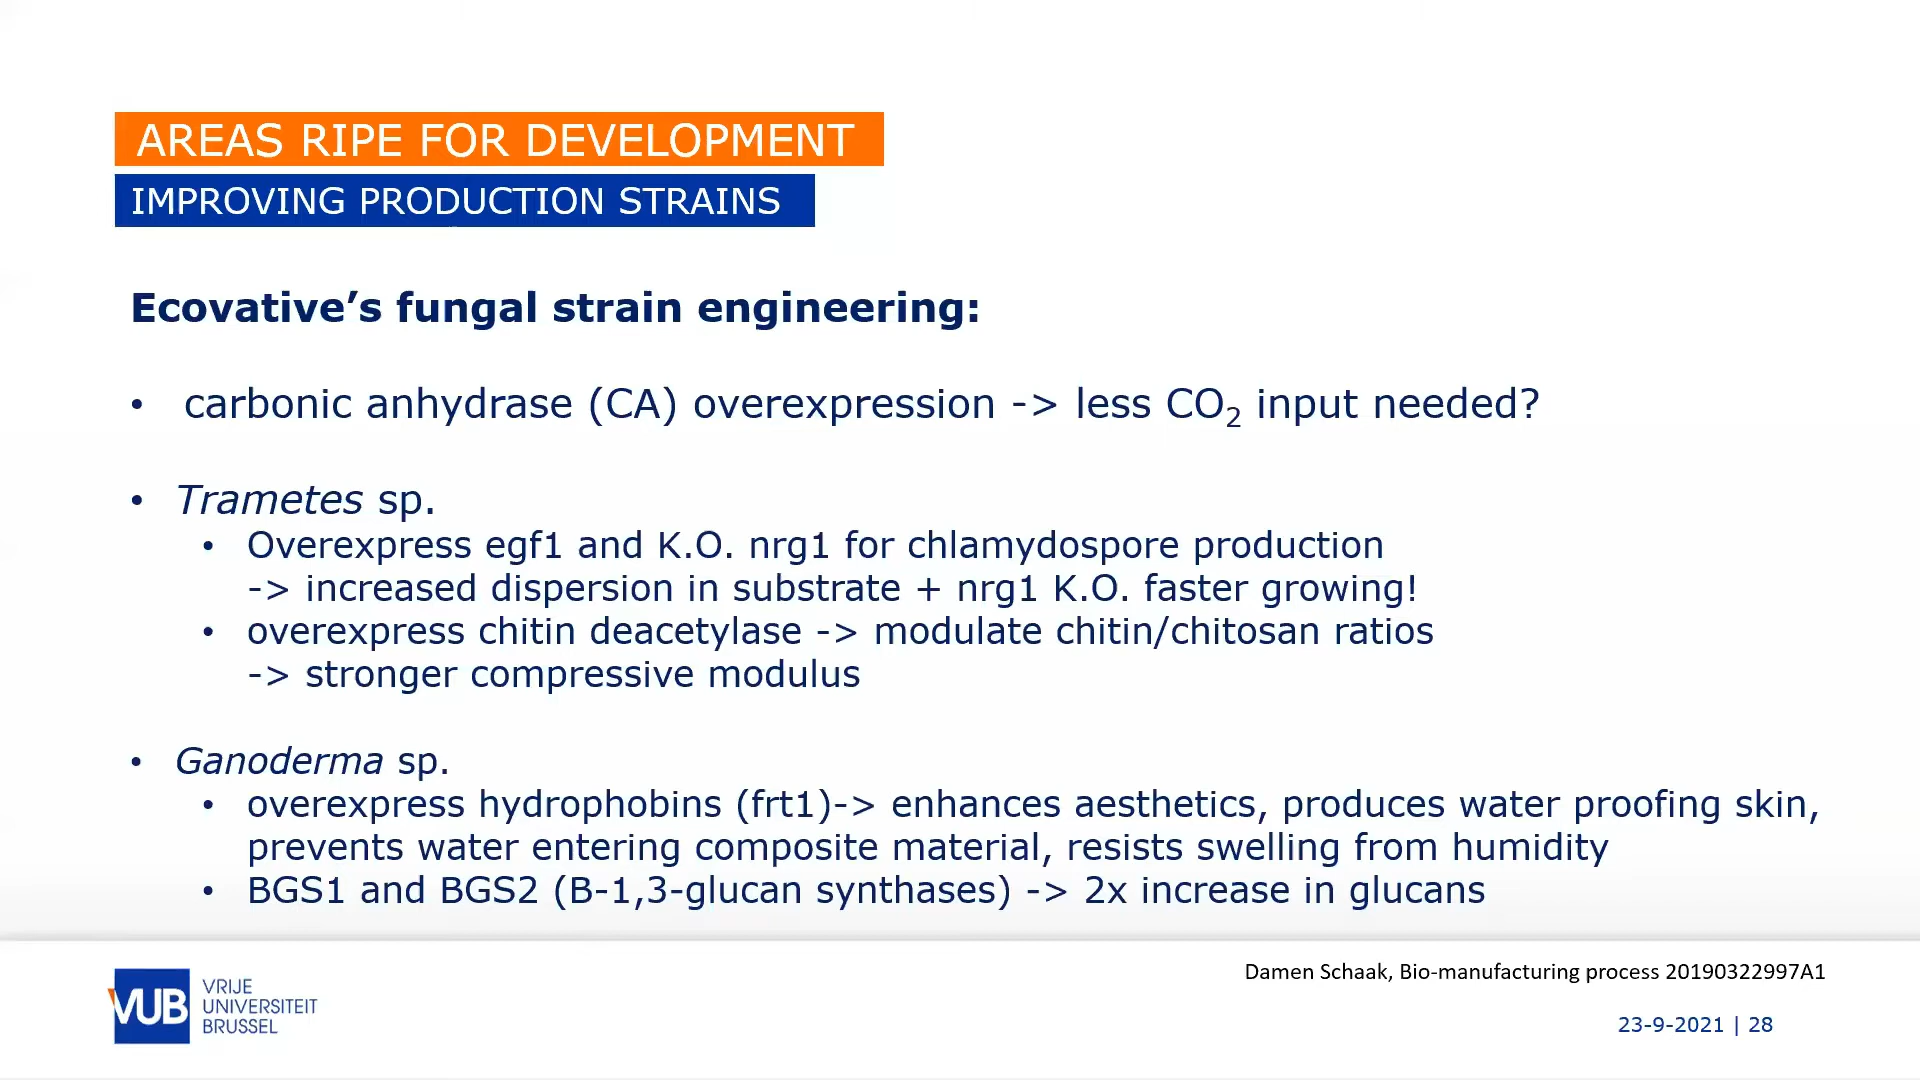 AREAS RIPE FOR DEVELOPMENT
IMPROVING PRODUCTION STRAINS
Ecovative’s fungal strain engineering:
• carbonic anhydrase (CA) overexpression -> less CO₂ input needed?
• Trametes sp.
• Overexpress egf1 and K.O. nrg1 for chlamydospore production
-> increased dispersion in substrate + nrg1 K.O. faster growing!
• overexpress chitin deacetylase -> modulate chitin/chitosan ratios
-> stronger compressive modulus
• Ganoderma sp.
• overexpress hydrophobins (frt1)-> enhances aesthetics, produces water proofing skin,
prevents water entering composite material, resists swelling from humidity
• BGS1 and BGS2 (B-1,3-glucan synthases) -> 2x increase in glucans
Damen Schaak, Bio-manufacturing process 20190322997A1
VUB
VRIJE
UNIVERSITEIT
BRUSSEL
23-9-2021 | 28